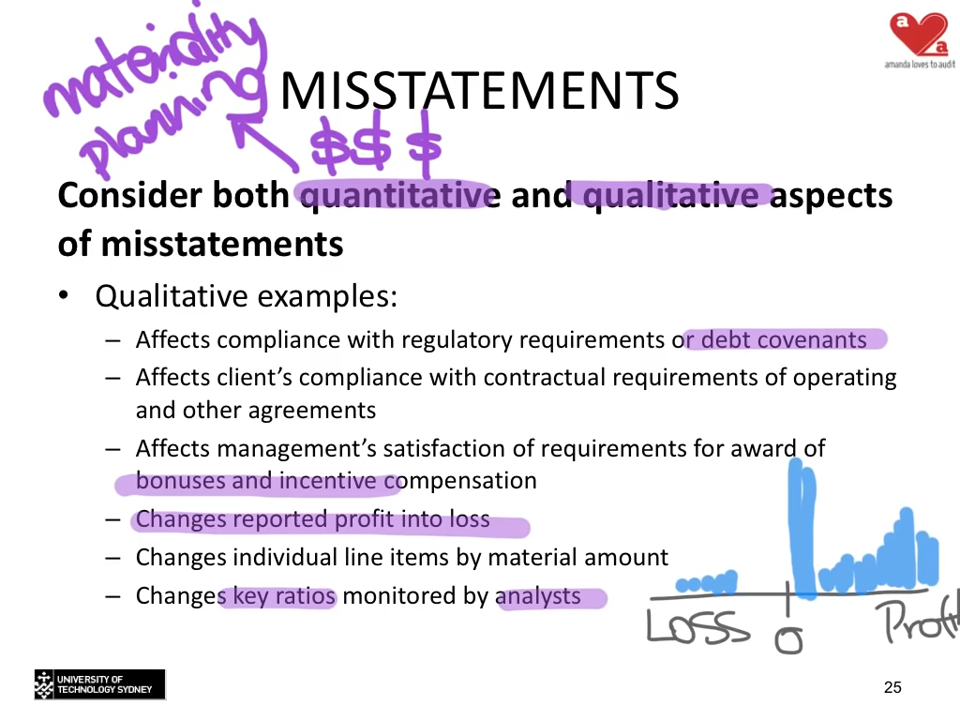 materiality
planning
a
a
amanda loves to audit
MISSTATEMENTS
$$ $
Consider both quantitative and qualitative aspects
of misstatements
• Qualitative examples:
– Affects compliance with regulatory requirements or debt covenants
– Affects client’s compliance with contractual requirements of operating
and other agreements
– Affects management’s satisfaction of requirements for award of
bonuses and incentive compensation
– Changes reported profit into loss
– Changes individual line items by material amount
– Changes key ratios monitored by analysts
Loss 0 Profit
UNIVERSITY OF
TECHNOLOGY SYDNEY
25